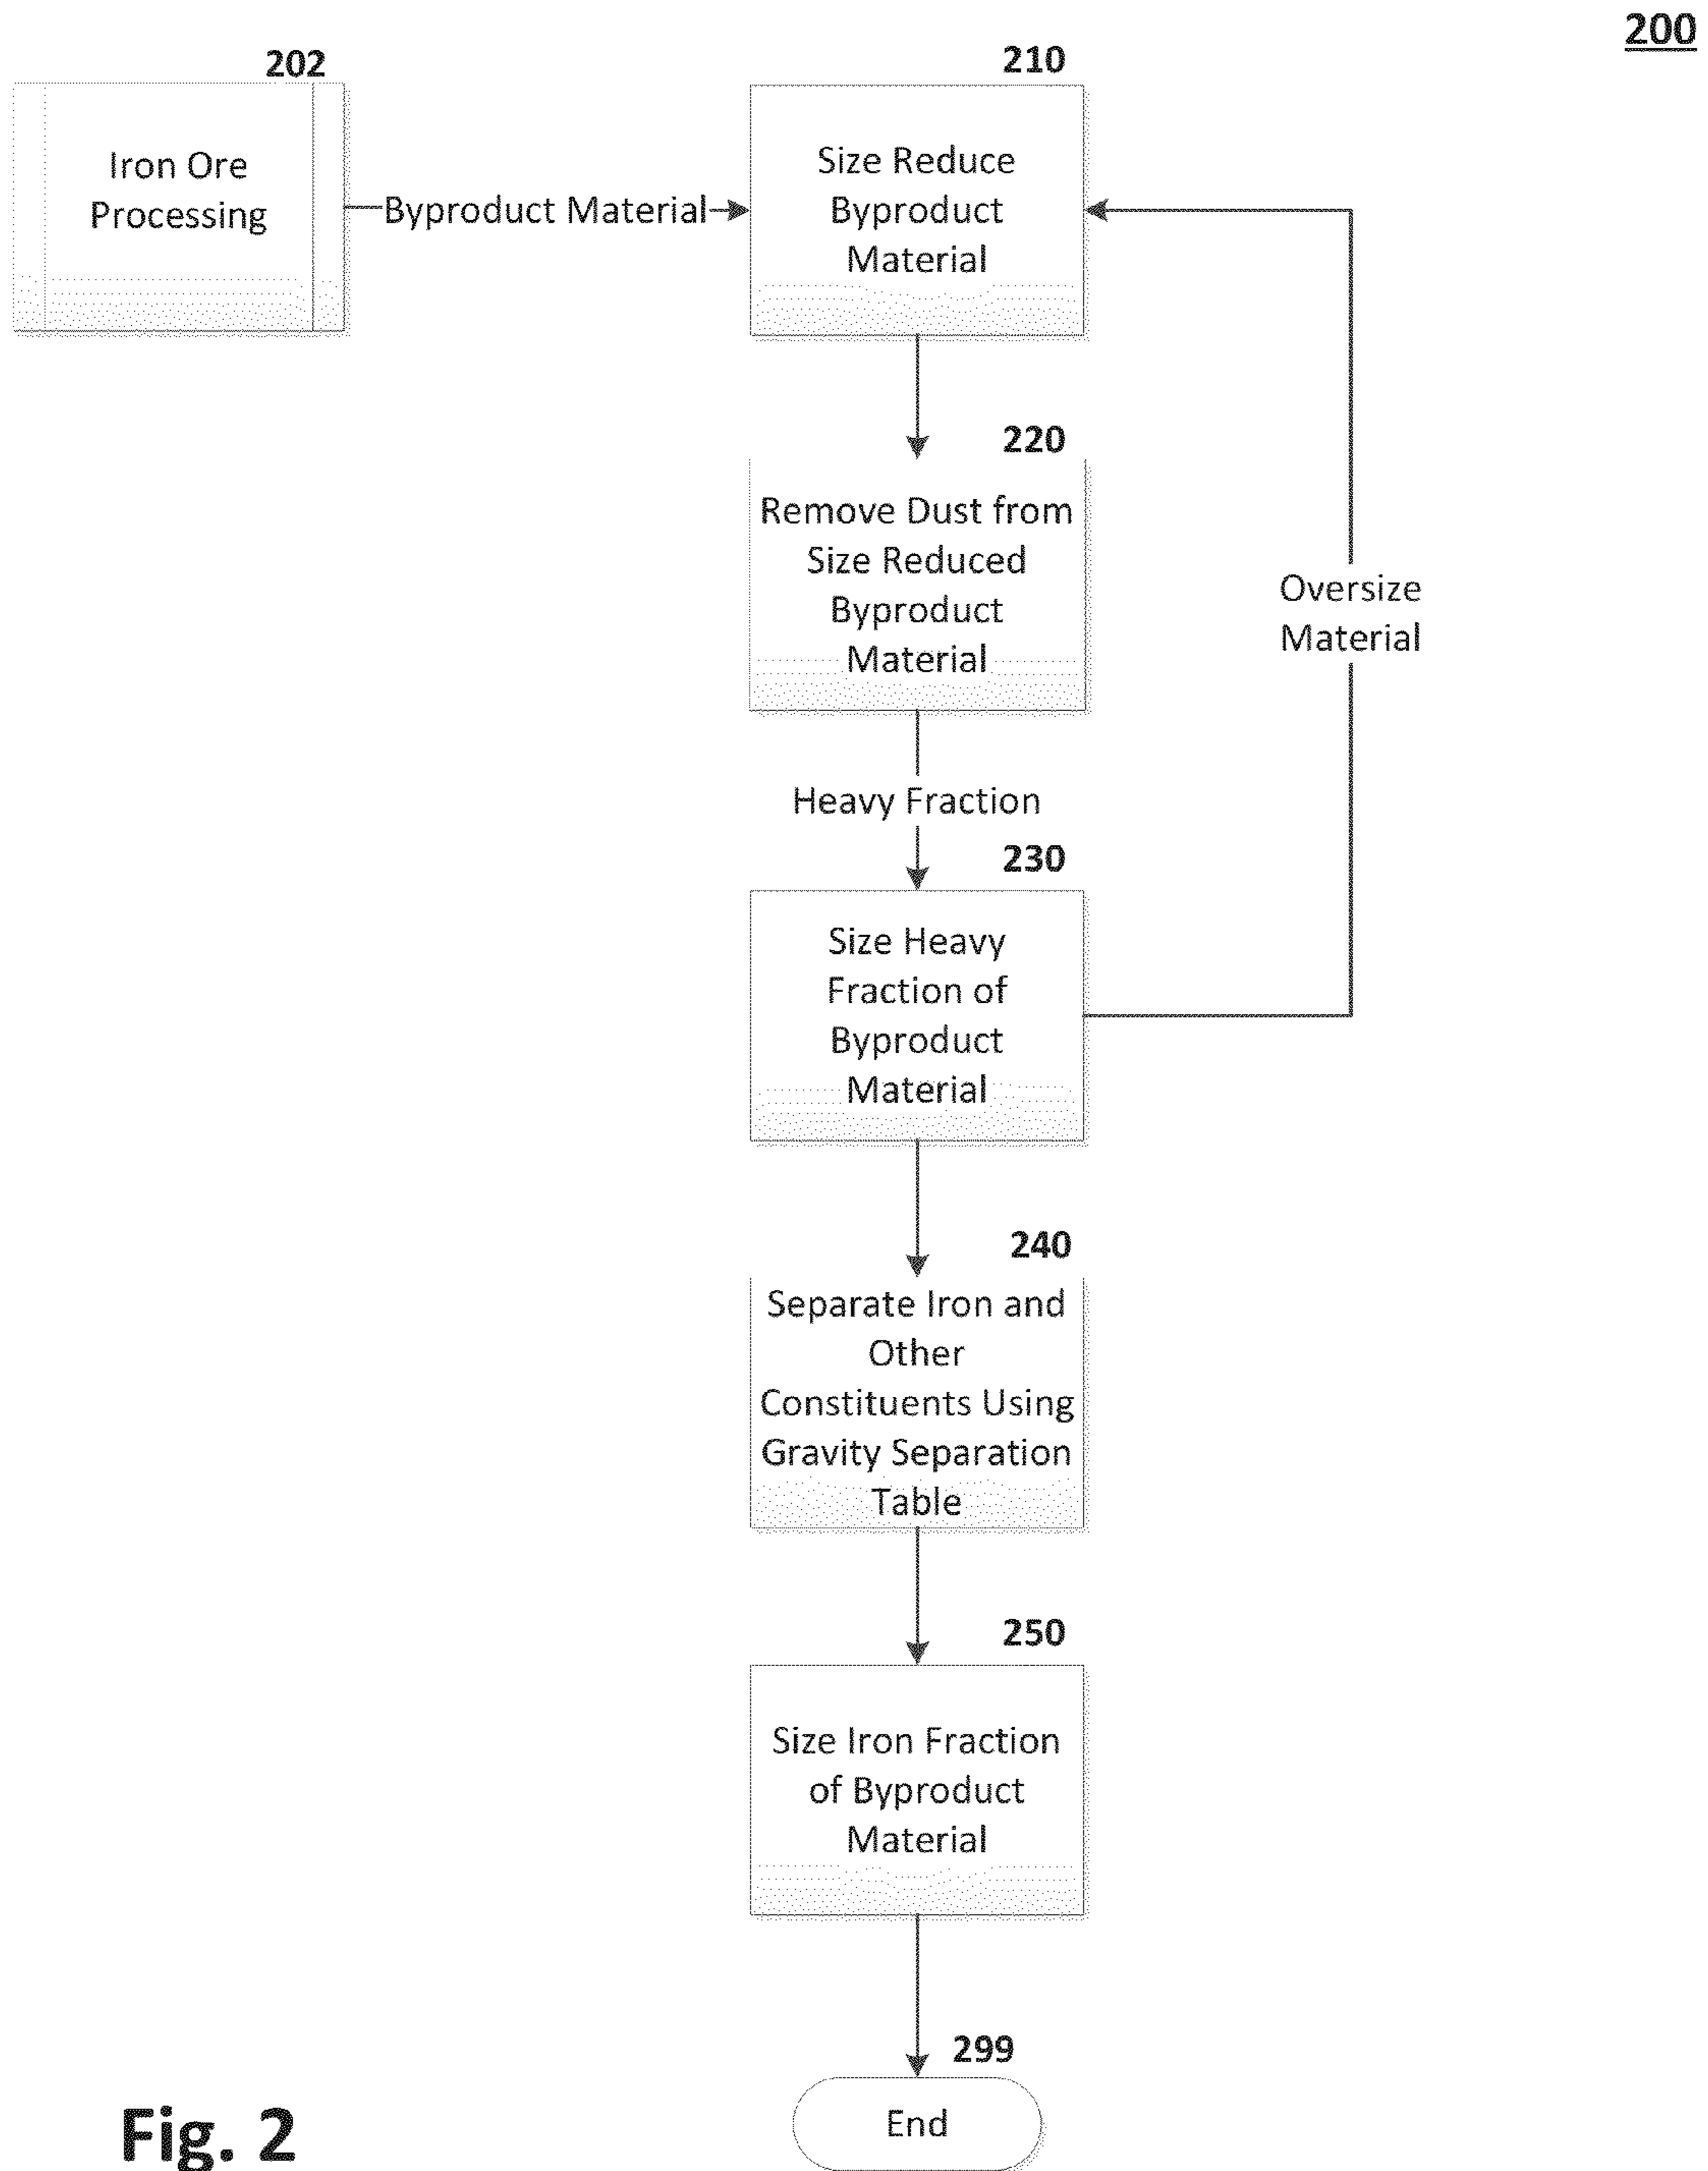 200
202
Iron Ore
Processing
Byproduct Material
210
Size Reduce
Byproduct
Material
220
Remove Dust from
Size Reduced
Byproduct
Material
Oversize
Material
Heavy Fraction
230
Size Heavy
Fraction of
Byproduct
Material
240
Separate Iron and
Other
Constituents Using
Gravity Separation
Table
250
Size Iron Fraction
of Byproduct
Material
299
End
Fig. 2